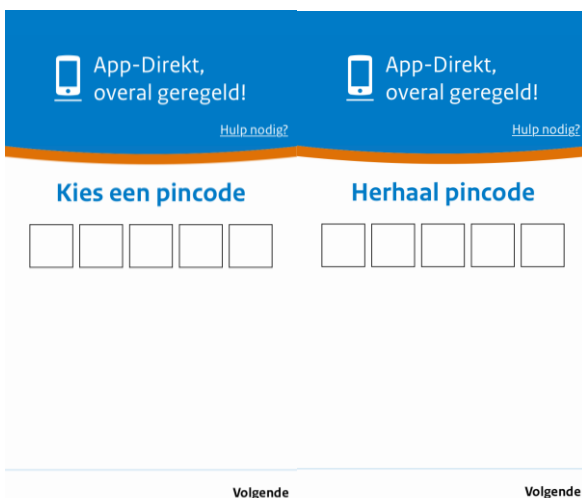 App-Direkt,
overal geregeld!
Hulp nodig?
Kies een pincode
Volgende
App-Direkt,
overal geregeld!
Hulp nodig?
Herhaal pincode
Volgende